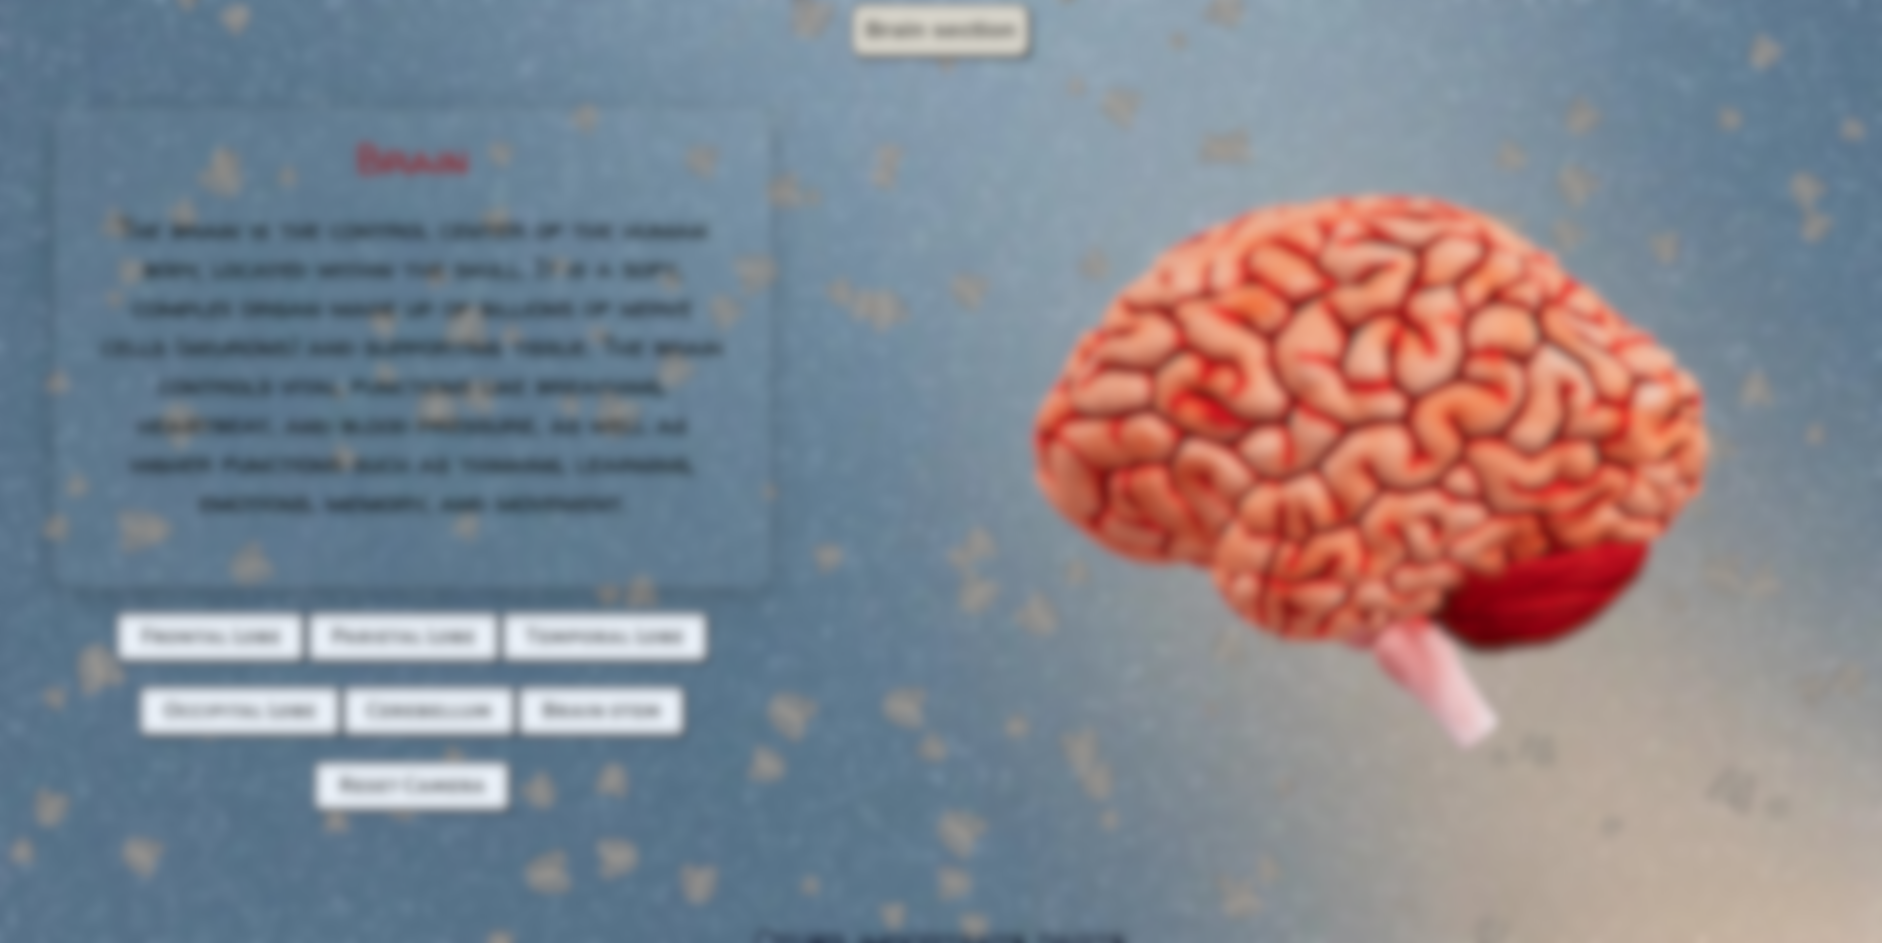 Brain section
Brain
The brain is the control center of the human
body, located within the skull. It is a soft,
complex organ made up of billions of nerve
cells (neurons) and supporting tissue. The brain
controls vital functions like breathing,
heartbeat, and blood pressure, as well as
higher functions such as thinking, learning,
emotions, memory, and movement.
Frontal Lobe
Parietal Lobe
Temporal Lobe
Occipital Lobe
Cerebellum
Brain stem
Reset Camera